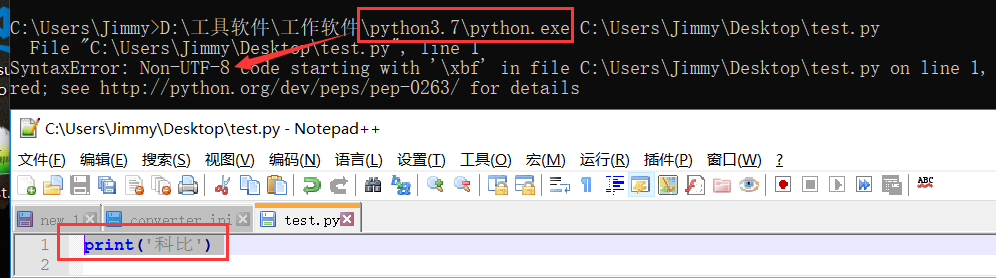 C:\Users\Jimmy>D:\工具软件\工作软件\python3.7\python.exe C:\Users\Jimmy\Desktop\test.py
File "C:\Users\Jimmy\Desktop\test.py", line 1
SyntaxError: Non-UTF-8 code starting with '\xbf' in file C:\Users\Jimmy\Desktop\test.py on line 1,
red; see http://python.org/dev/peps/pep-0263/ for details
C:\Users\Jimmy\Desktop\test.py - Notepad++
文件(F) 编辑(E) 搜索(S) 视图(V) 编码(N) 语言(L) 设置(T) 工具(O) 宏(M) 运行(R) 插件(P) 窗口(W) ?
ABC
new 1 converter.ini test.py
1 print('科比')
2